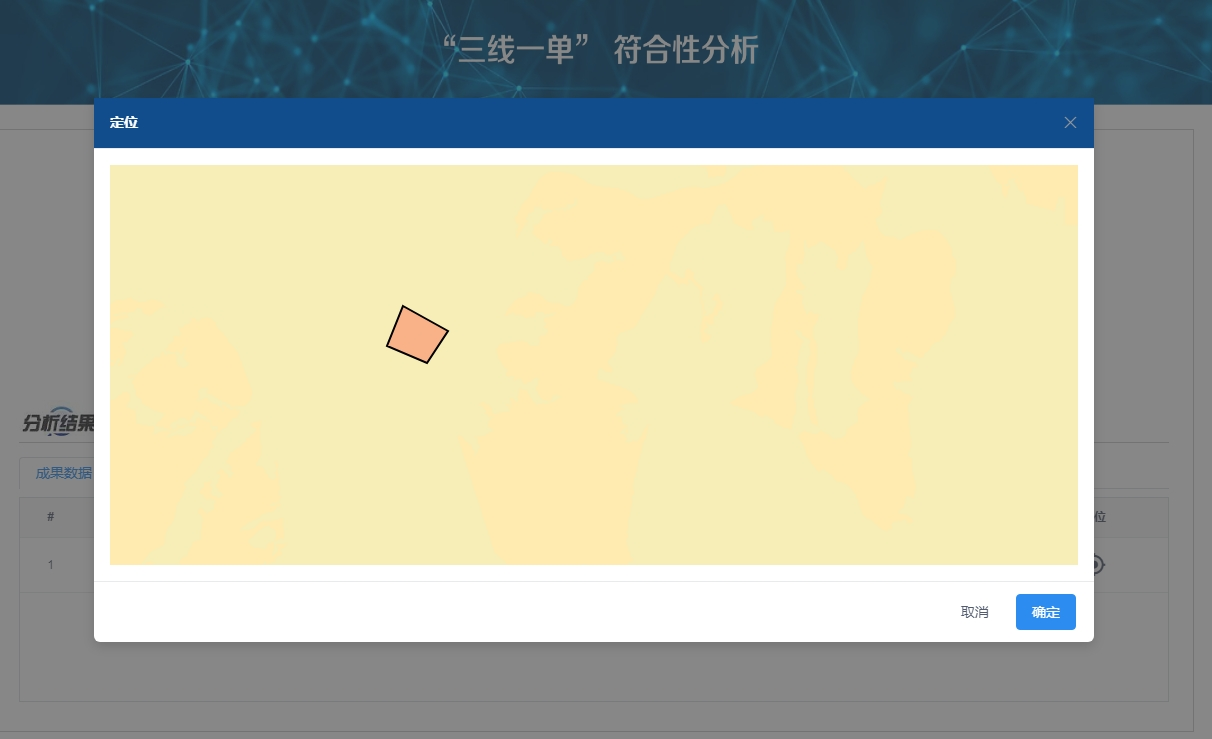 “三线一单” 符合性分析
定位
分析结果
成果数据
#
位
1
取消
确定